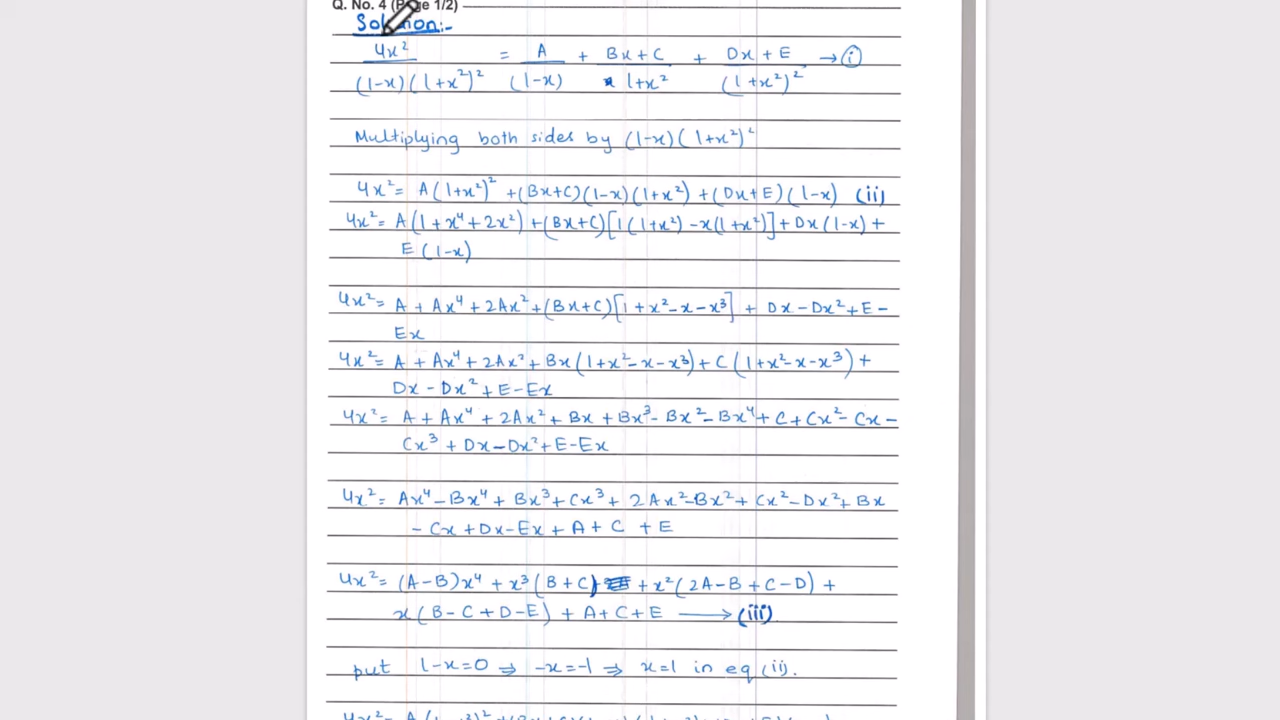 Q. No. 4 (Page 1/2)
Solution:-
4x² / (1-x)(1+x²)² = A / (1-x) + Bx+C / 1+x² + Dx+E / (1+x²)² → (i)
Multiplying both sides by (1-x)(1+x²)²
4x² = A(1+x²)² + (Bx+C)(1-x)(1+x²) + (Dx+E)(1-x) (ii)
4x² = A(1+x⁴+2x²) + (Bx+C)[1(1+x²) -x(1+x²)] + Dx(1-x) +
E(1-x)
4x² = A + Ax⁴ + 2Ax² + (Bx+C)[1+x²-x-x³] + Dx - Dx² + E -
Ex
4x² = A + Ax⁴ + 2Ax² + Bx(1+x²-x-x³) + C(1+x²-x-x³) +
Dx - Dx² + E - Ex
4x² = A + Ax⁴ + 2Ax² + Bx + Bx³ - Bx² - Bx⁴ + C + Cx² - Cx -
Cx³ + Dx - Dx² + E - Ex
4x² = Ax⁴ - Bx⁴ + Bx³ + Cx³ + 2Ax² - Bx² + Cx² - Dx² + Bx
- Cx + Dx - Ex + A + C + E
4x² = (A-B)x⁴ + x³(B+C) + x²(2A-B+C-D) +
x(B-C+D-E) + A+C+E → (iii)
put 1-x=0 ⇒ -x=-1 ⇒ x=1 in eq (ii).